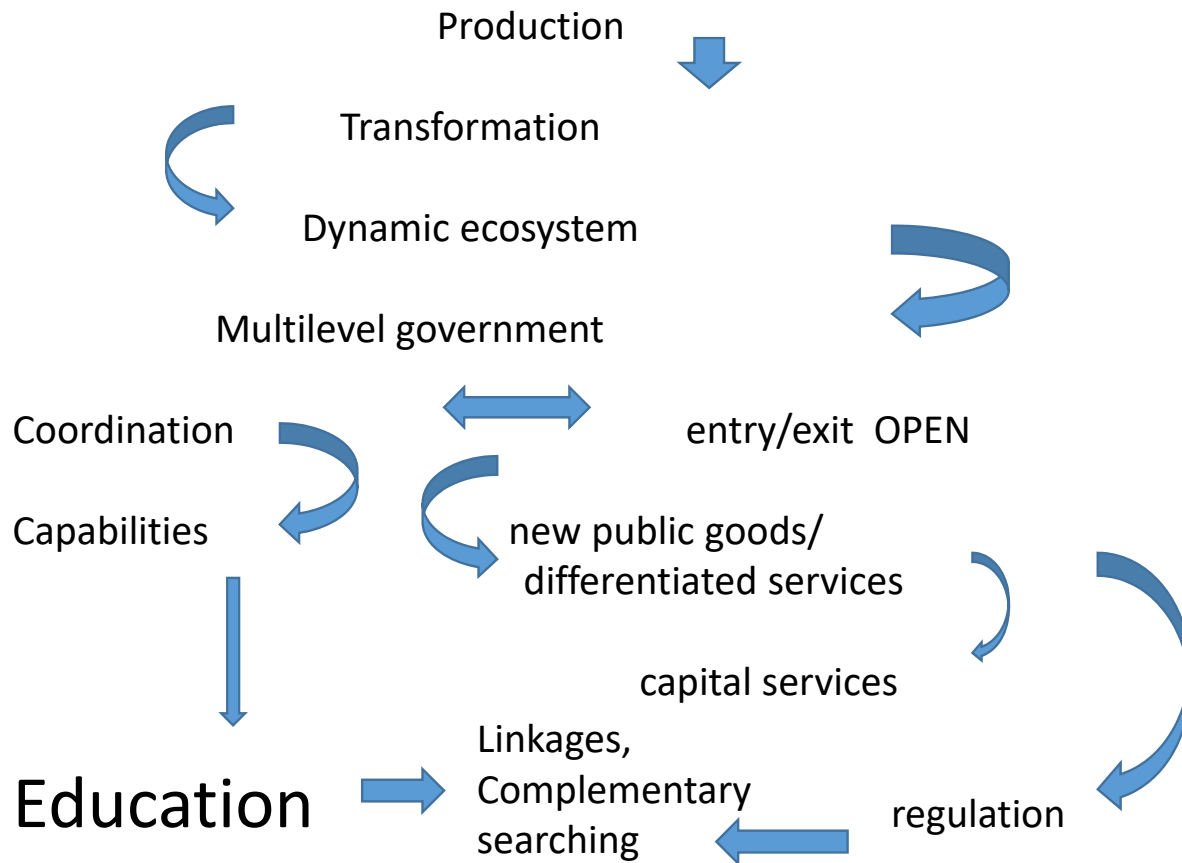 Production
Transformation
Dynamic ecosystem
Multilevel government
Coordination
entry/exit OPEN
Capabilities
new public goods/
differentiated services
capital services
Education
Linkages,
Complementary
searching
regulation